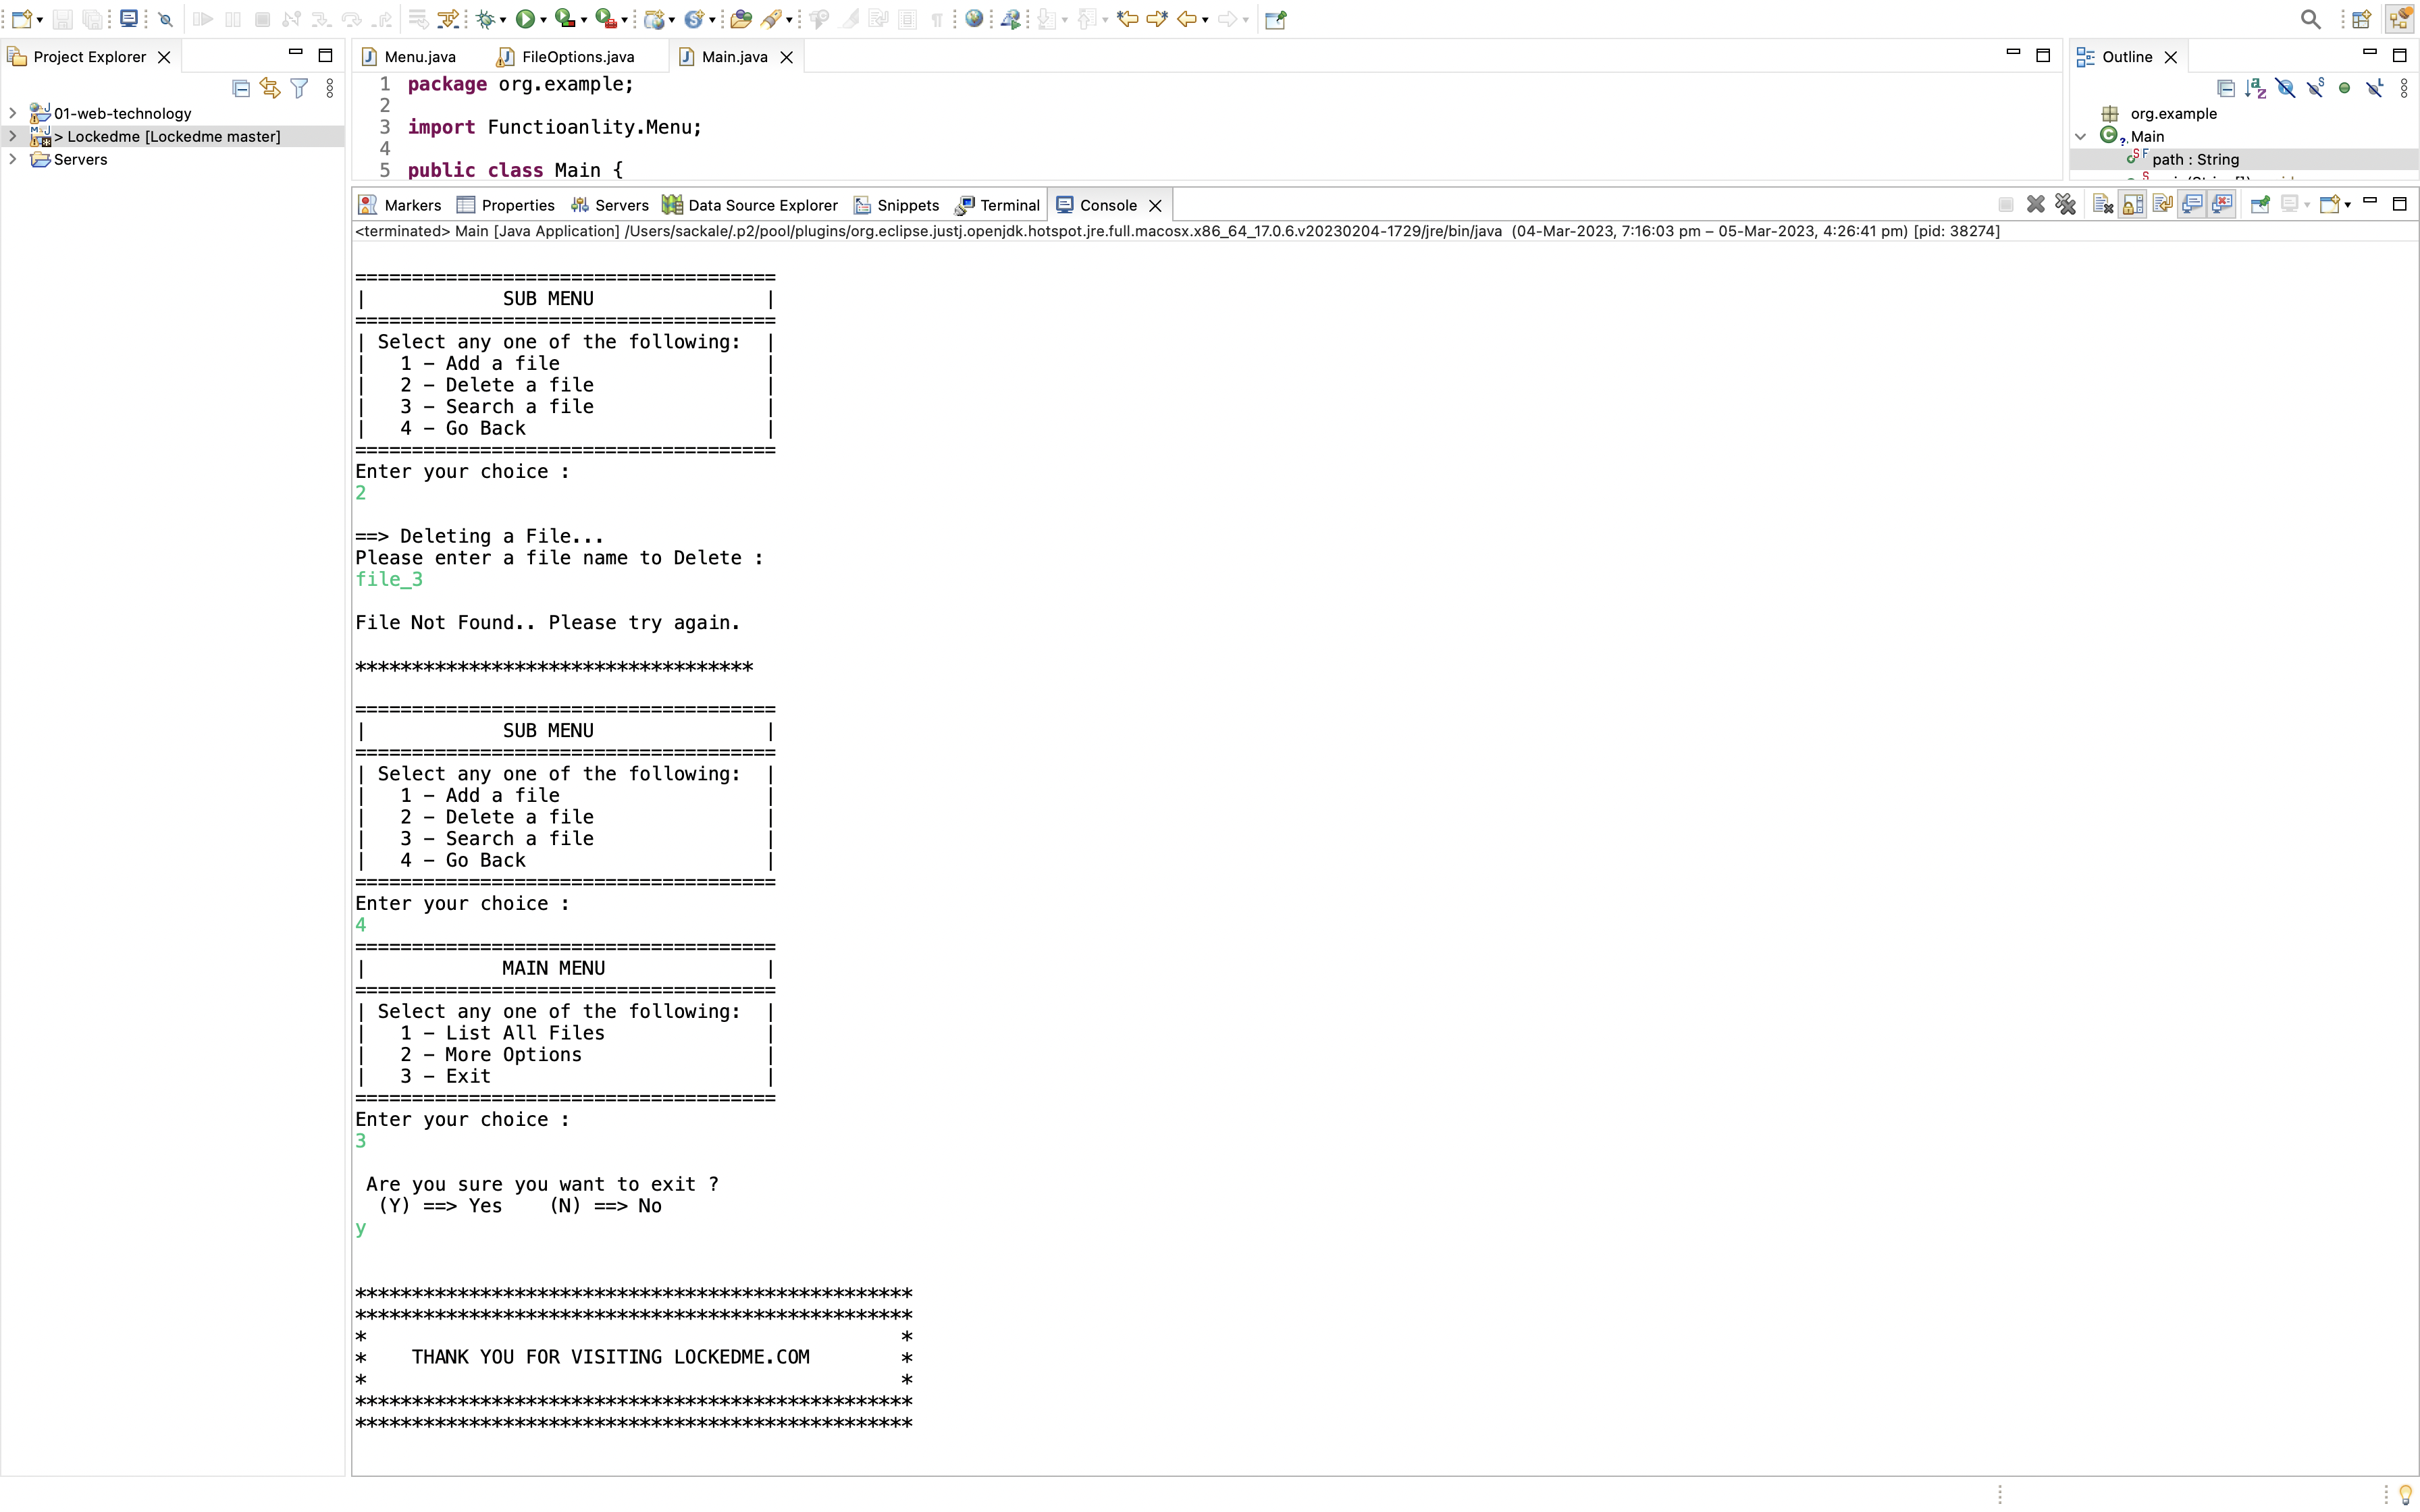 Project Explorer
01-web-technology
> Lockedme [Lockedme master]
Servers
Menu.java FileOptions.java Main.java
1 package org.example;
2
3 import Functioanlity.Menu;
4
5 public class Main {
Outline
org.example
Main
path : String
Markers Properties Servers Data Source Explorer Snippets Terminal Console
<terminated> Main [Java Application] /Users/sackale/.p2/pool/plugins/org.eclipse.justj.openjdk.hotspot.jre.full.macosx.x86_64_17.0.6.v20230204-1729/jre/bin/java (04-Mar-2023, 7:16:03 pm – 05-Mar-2023, 4:26:41 pm) [pid: 38274]
=====================================
| SUB MENU |
=====================================
| Select any one of the following: |
| 1 - Add a file |
| 2 - Delete a file |
| 3 - Search a file |
| 4 - Go Back |
=====================================
Enter your choice :
2
==> Deleting a File...
Please enter a file name to Delete :
file_3
File Not Found.. Please try again.
***********************************
=====================================
| SUB MENU |
=====================================
| Select any one of the following: |
| 1 - Add a file |
| 2 - Delete a file |
| 3 - Search a file |
| 4 - Go Back |
=====================================
Enter your choice :
4
=====================================
| MAIN MENU |
=====================================
| Select any one of the following: |
| 1 - List All Files |
| 2 - More Options |
| 3 - Exit |
=====================================
Enter your choice :
3
Are you sure you want to exit ?
(Y) ==> Yes (N) ==> No
y
*************************************************
*************************************************
* *
* THANK YOU FOR VISITING LOCKEDME.COM *
* *
*************************************************
*************************************************